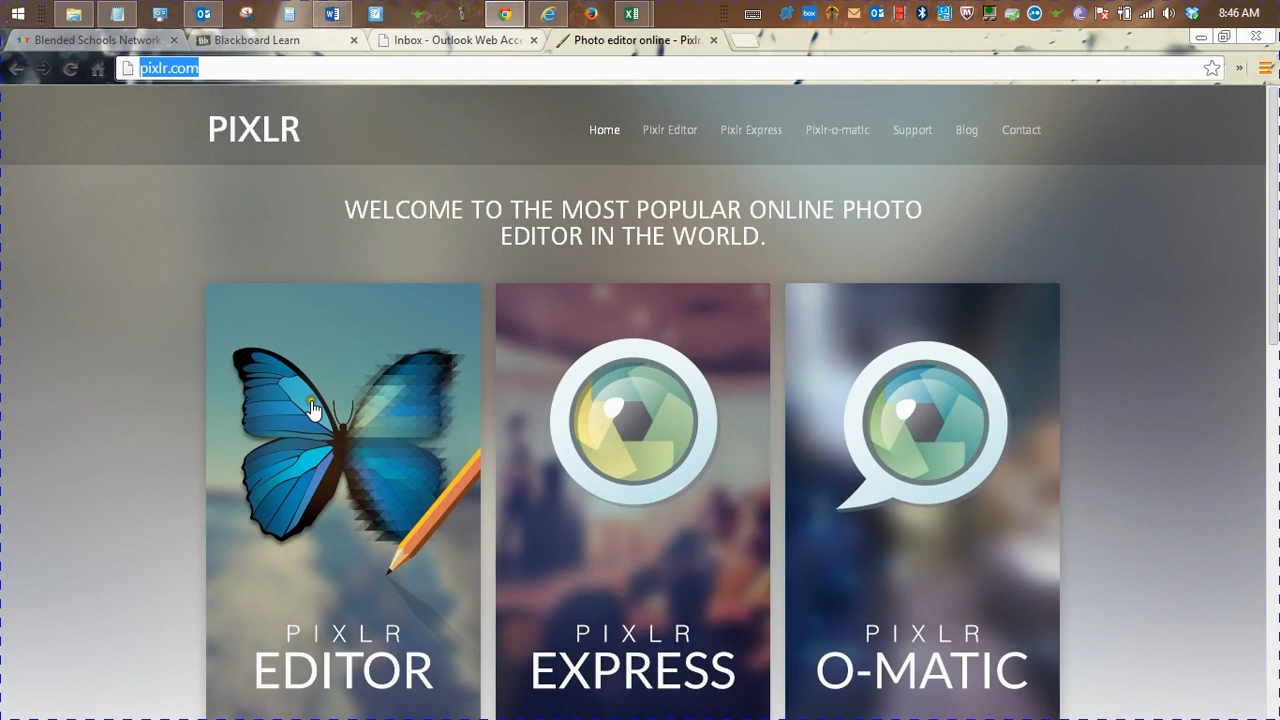 8:46 AM
Blended Schools Network
Blackboard Learn
Inbox - Outlook Web Acc
Photo editor online - Pixlr
pixlr.com
PIXLR
Home
Pixlr Editor
Pixlr Express
Pixlr-o-matic
Support
Blog
Contact
WELCOME TO THE MOST POPULAR ONLINE PHOTO
EDITOR IN THE WORLD.
PIXLR
EDITOR
PIXLR
EXPRESS
PIXLR
O-MATIC